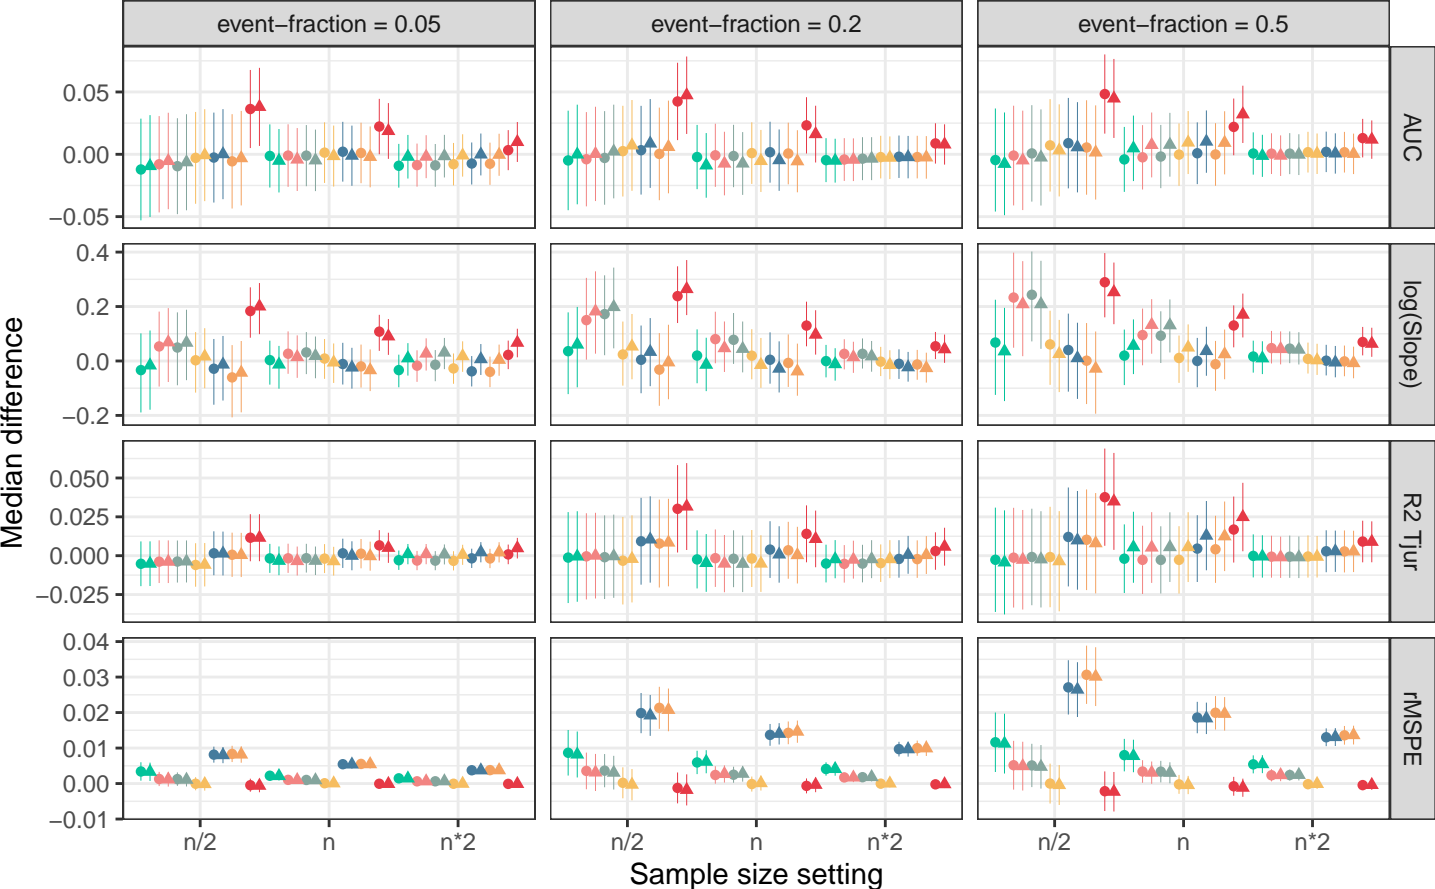 event−fraction = 0.05
event−fraction = 0.2
event−fraction = 0.5
Median difference
0.05
0.00
−0.05
AUC
0.4
0.2
0.0
−0.2
log(Slope)
0.050
0.025
0.000
−0.025
R2 Tjur
0.04
0.03
0.02
0.01
0.00
−0.01
rMSPE
n/2 n n*2 n/2 n n*2 n/2 n n*2
Sample size setting